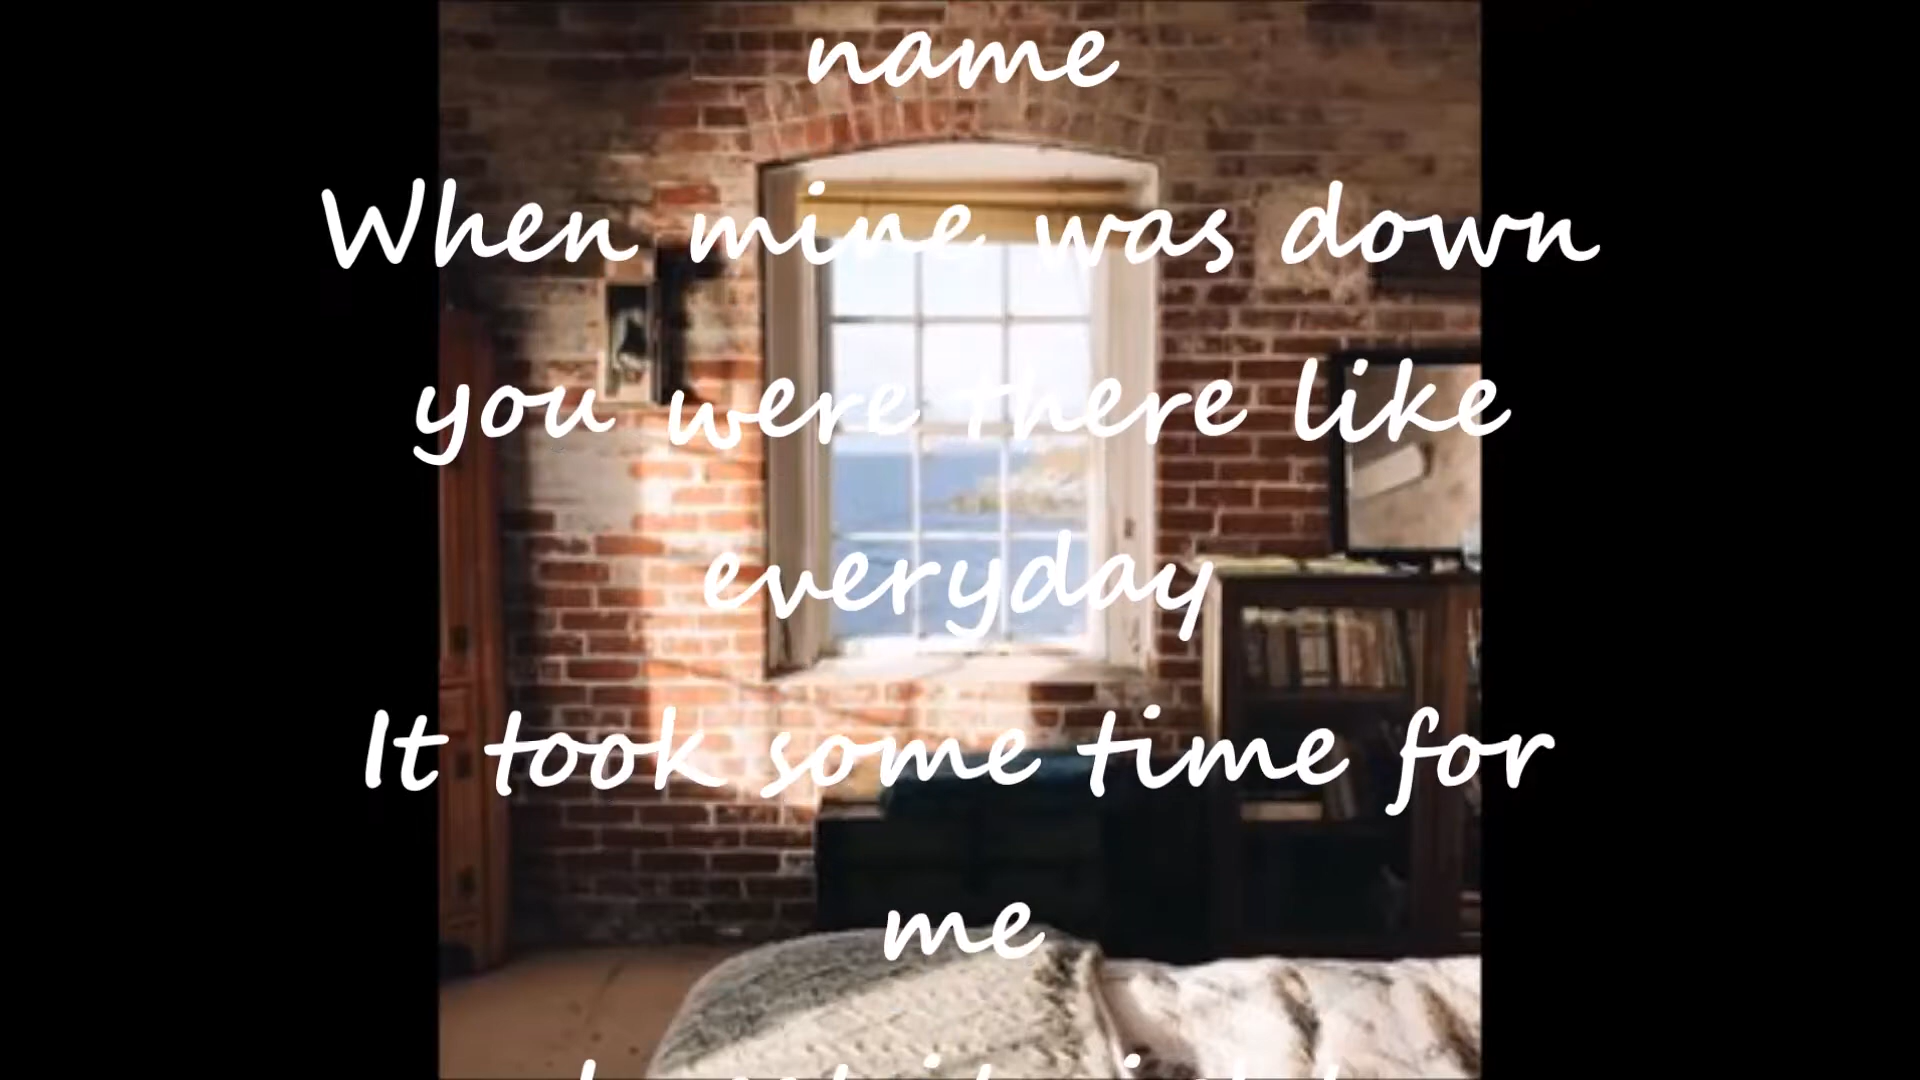 name
When mine was down
you were there like
everyday
It took some time for
me